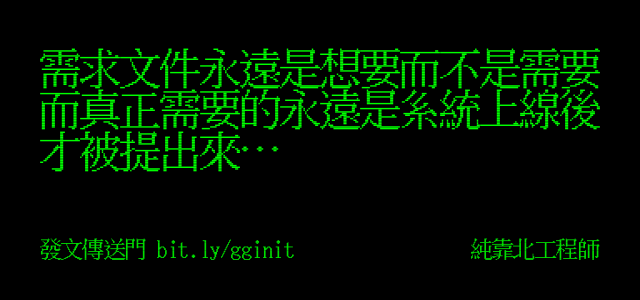 需求文件永遠是想要而不是需要
而真正需要的永遠是系統上線後
才被提出來…
發文傳送門 bit.ly/gginit
純靠北工程師